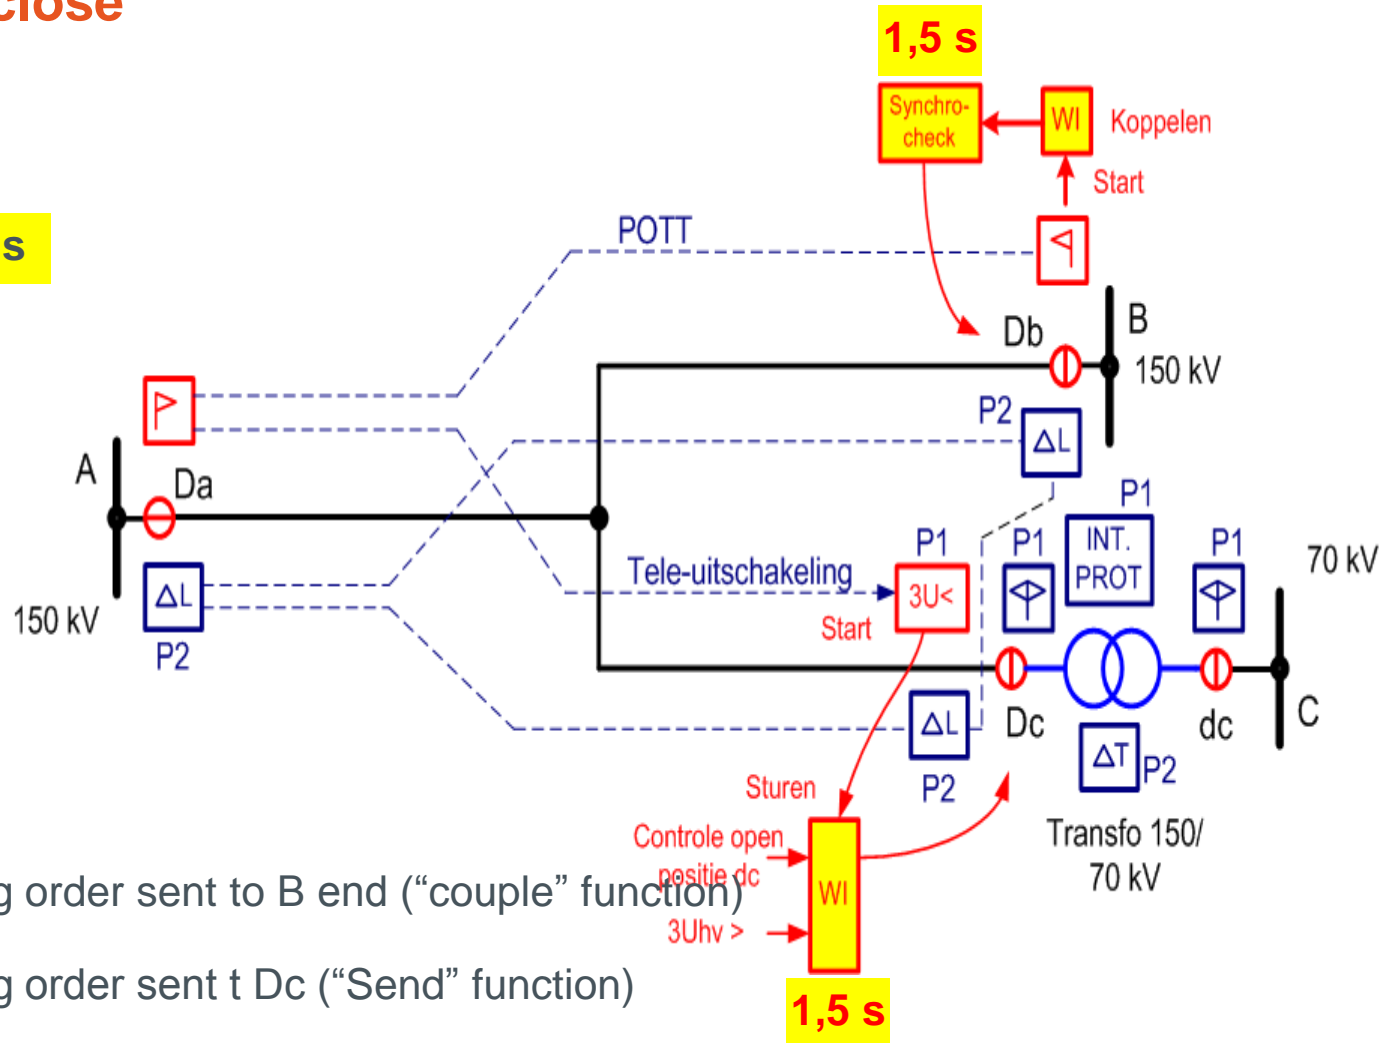 close
1,5 s
Synchro-
check
WI
Koppelen
Start
s
POTT
Db
B
150 kV
P2
ΔL
A
Da
P1
INT.
PROT
P1
P1
P1
70 kV
Tele-uitschakeling
3U<
Start
ΔL
150 kV
P2
ΔL
P2
Dc
dc
C
ΔT
P2
Sturen
Transfo 150/
70 kV
Controle open
positie dc
WI
3Uhv >
g order sent to B end (“couple” function)
g order sent t Dc (“Send” function)
1,5 s